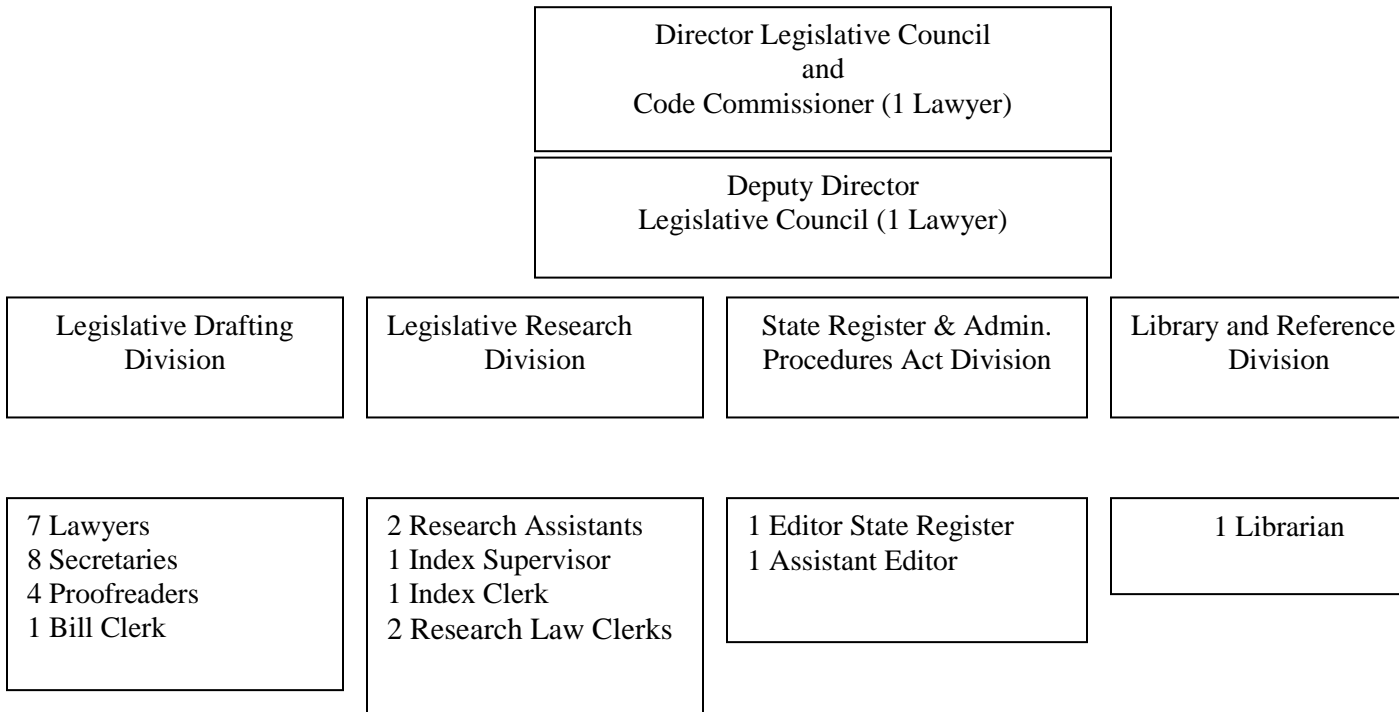 Director Legislative Council
and
Code Commissioner (1 Lawyer)
Deputy Director
Legislative Council (1 Lawyer)
Legislative Drafting
Division
Legislative Research
Division
State Register & Admin.
Procedures Act Division
Library and Reference
Division
7 Lawyers
8 Secretaries
4 Proofreaders
1 Bill Clerk
2 Research Assistants
1 Index Supervisor
1 Index Clerk
2 Research Law Clerks
1 Editor State Register
1 Assistant Editor
1 Librarian